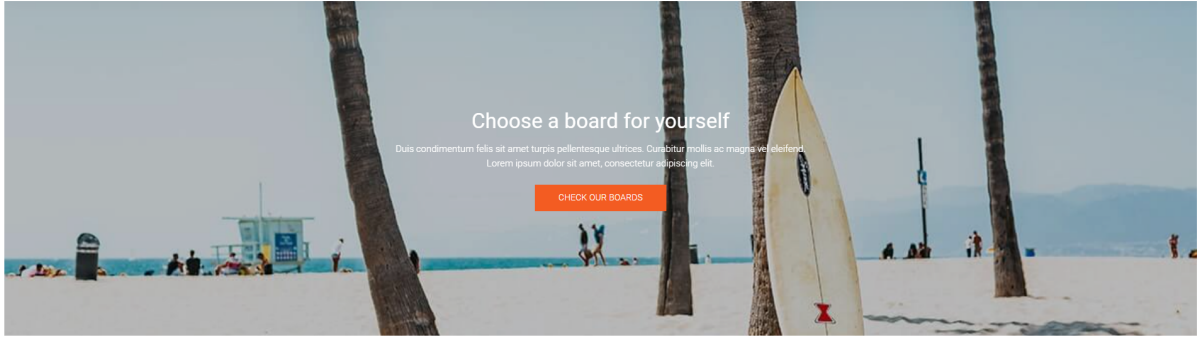 Choose a board for yourself
Duis condimentum felis sit amet turpis pellentesque ultrices. Curabitur mollis ac magna vel eleifend.
Lorem ipsum dolor sit amet, consectetur adipiscing elit.
CHECK OUR BOARDS